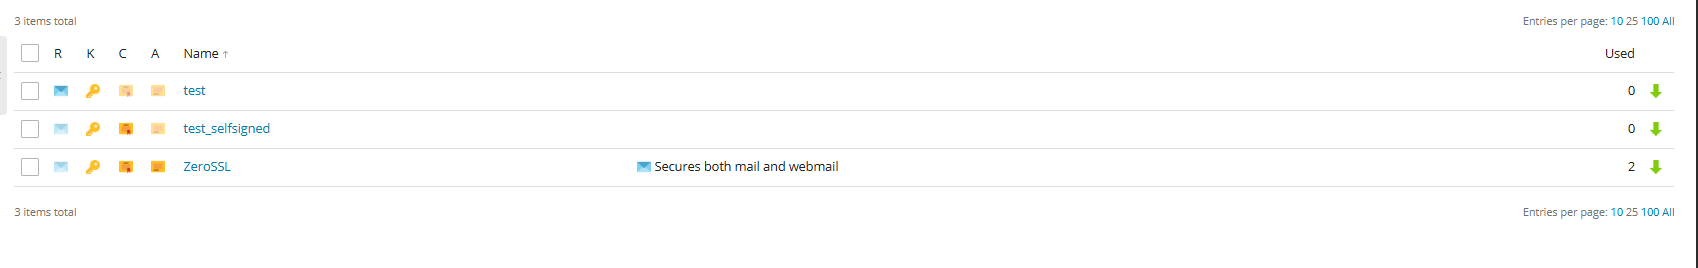 3 items total Entries per page: 10 25 100 All
R K C A Name ↑ Used
test 0
test_selfsigned 0
ZeroSSL Secures both mail and webmail 2
3 items total Entries per page: 10 25 100 All